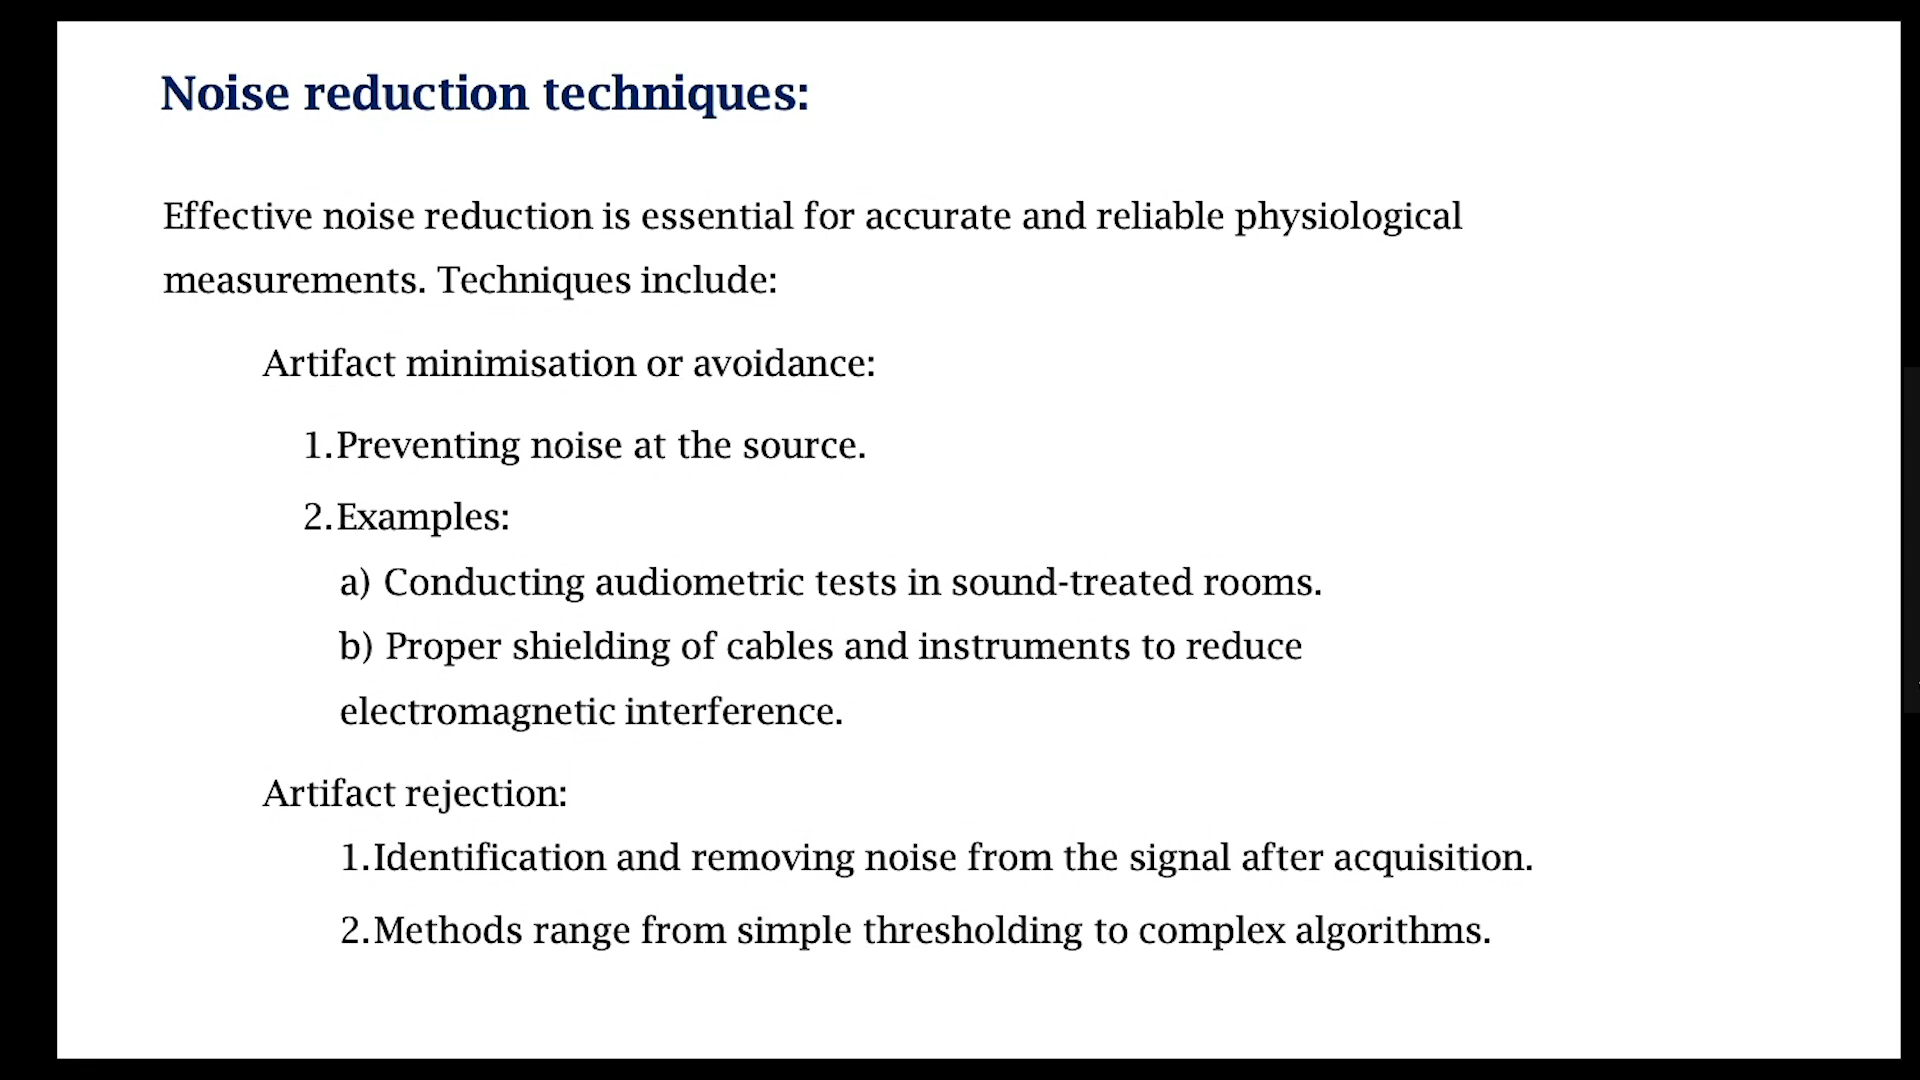 Noise reduction techniques:
Effective noise reduction is essential for accurate and reliable physiological
measurements. Techniques include:
Artifact minimisation or avoidance:
1.Preventing noise at the source.
2.Examples:
a) Conducting audiometric tests in sound-treated rooms.
b) Proper shielding of cables and instruments to reduce
electromagnetic interference.
Artifact rejection:
1.Identification and removing noise from the signal after acquisition.
2.Methods range from simple thresholding to complex algorithms.